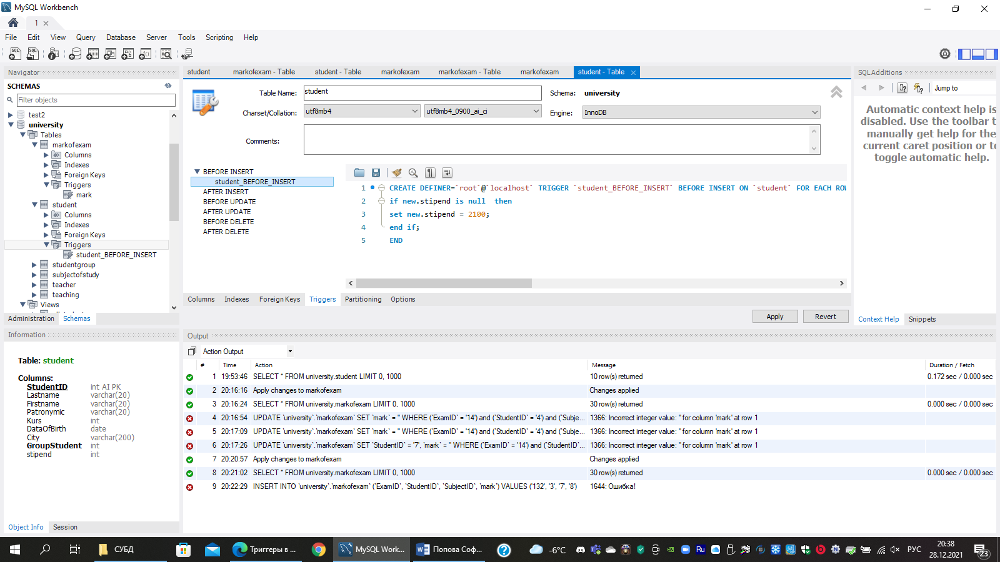 MySQL Workbench
1
File Edit View Query Database Server Tools Scripting Help
Navigator
SCHEMAS
Filter objects
test2
university
Tables
markofexam
Columns
Indexes
Foreign Keys
Triggers
mark
student
Columns
Indexes
Foreign Keys
Triggers
student_BEFORE_INSERT
studentgroup
subjectofstudy
teacher
teaching
Views
Administration Schemas
Information
Table: student
Columns:
StudentID int AI PK
Lastname varchar(20)
Firstname varchar(20)
Patronymic varchar(20)
Kurs int
DataOfBirth date
City varchar(200)
GroupStudent int
stipend int
Object Info Session
student markofexam - Table student - Table markofexam markofexam - Table markofexam student - Table
Table Name: student Schema: university
Charset/Collation: utf8mb4 utf8mb4_0900_ai_ci Engine: InnoDB
Comments:
BEFORE INSERT
student_BEFORE_INSERT
AFTER INSERT
BEFORE UPDATE
AFTER UPDATE
BEFORE DELETE
AFTER DELETE
1 CREATE DEFINER=`root`@`localhost` TRIGGER `student_BEFORE_INSERT` BEFORE INSERT ON `student` FOR EACH ROW
2 if new.stipend is null  then
3 set new.stipend = 2100;
4 end if;
5 END
Columns Indexes Foreign Keys Triggers Partitioning Options
Apply Revert
SQLAdditions
Jump to
Automatic context help is
disabled. Use the toolbar t
manually get help for the
current caret position or to
toggle automatic help.
Context Help Snippets
Output
Action Output
# Time Action Message Duration / Fetch
1 19:53:46 SELECT * FROM university.student LIMIT 0, 1000 10 row(s) returned 0.172 sec / 0.000 sec
2 20:16:16 Apply changes to markofexam Changes applied
3 20:16:24 SELECT * FROM university.markofexam LIMIT 0, 1000 30 row(s) returned 0.000 sec / 0.000 sec
4 20:16:54 UPDATE `university`.`markofexam` SET `mark` = '' WHERE (`ExamID` = '14') and (`StudentID` = '4') and (`Subje... 1366: Incorrect integer value: '' for column 'mark' at row 1
5 20:17:09 UPDATE `university`.`markofexam` SET `mark` = '' WHERE (`ExamID` = '14') and (`StudentID` = '4') and (`Subje... 1366: Incorrect integer value: '' for column 'mark' at row 1
6 20:17:26 UPDATE `university`.`markofexam` SET `StudentID` = '7', `mark` = '' WHERE (`ExamID` = '14') and (`StudentID`... 1366: Incorrect integer value: '' for column 'mark' at row 1
7 20:20:57 Apply changes to markofexam Changes applied
8 20:21:02 SELECT * FROM university.markofexam LIMIT 0, 1000 30 row(s) returned 0.000 sec / 0.000 sec
9 20:22:29 INSERT INTO `university`.`markofexam` (`ExamID`, `StudentID`, `SubjectID`, `mark`) VALUES ('132', '3', '7', '8') 1644: Ошибка!
СУБД Триггеры в ... MySQL Work... Попова Соф... -6°C Ru РУС 20:38
28.12.2021 23